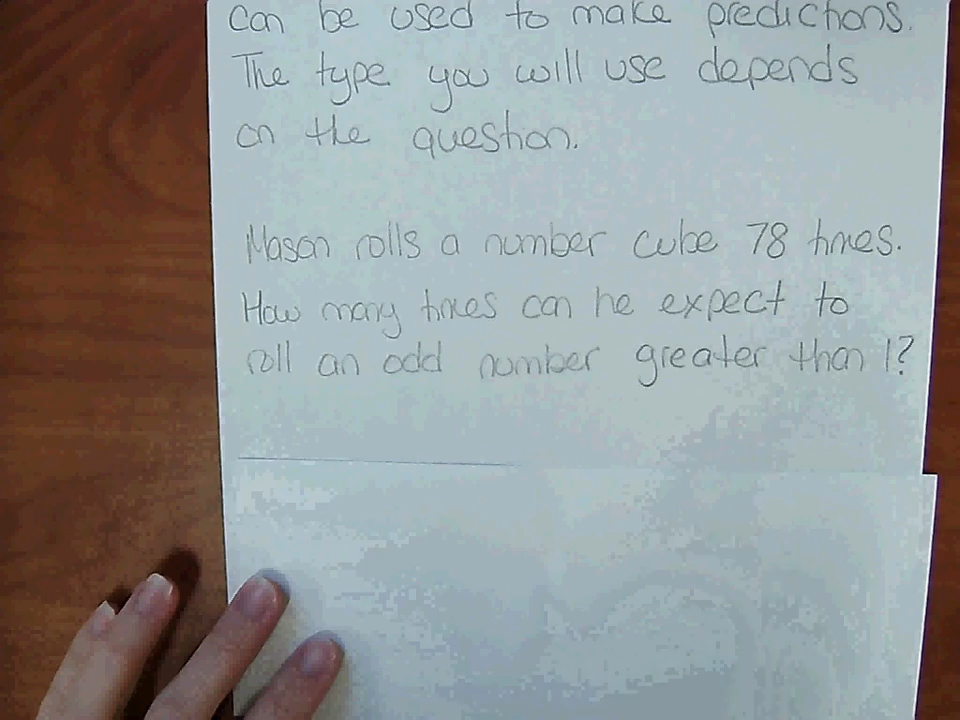 can be used to make predictions.
The type you will use depends
on the question.
Mason rolls a number cube 78 times.
How many times can he expect to
roll an odd number greater than 1?